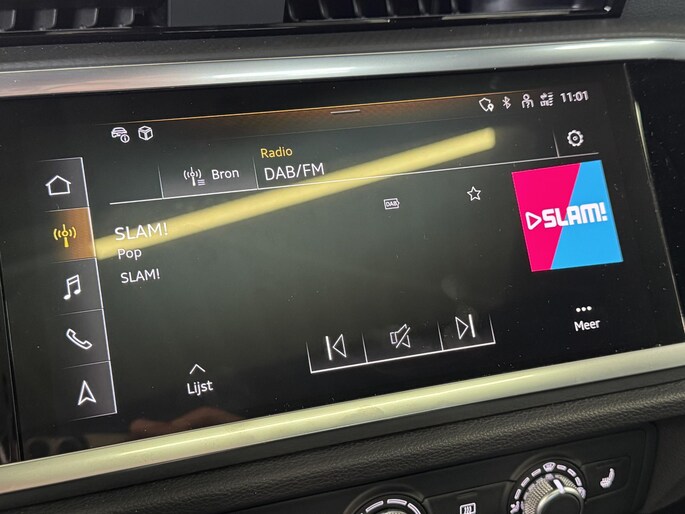 11:01
Radio
Bron
DAB/FM
SLAM!
DAB
Pop
SLAM!
SLAM!
Meer
Lijst